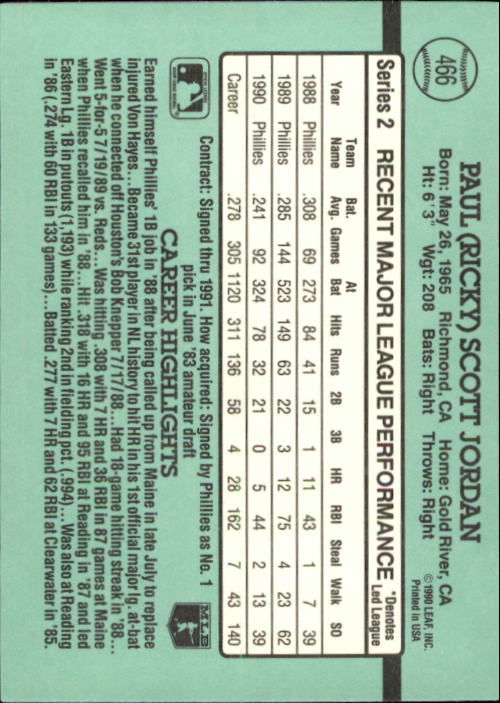 466
PAUL (RICKY) SCOTT JORDAN
Born: May 26, 1965 Richmond, CA Home: Gold River, CA
Ht: 6' 3" Wgt: 208 Bats: Right Throws: Right
©1990 LEAF, INC.
Printed in USA
Series 2 RECENT MAJOR LEAGUE PERFORMANCE *Denotes Led League
Year Team Name Bat. Avg. Games At Bat Hits Runs 2B 3B HR RBI Steal Walk SO
1988 Phillies .308 69 273 84 41 15 1 11 43 1 7 39
1989 Phillies .285 144 523 149 63 22 3 12 75 4 23 62
1990 Phillies .241 92 324 78 32 21 0 5 44 2 13 39
Career .278 305 1120 311 136 58 4 28 162 7 43 140
Contract: Signed thru 1991. How acquired: Signed by Phillies as No. 1
pick in June '83 amateur draft
MLB
CAREER HIGHLIGHTS
Earned himself Phillies' 1B job in '88 after being called up from Maine in late July to replace
injured Von Hayes...Became 31st player in NL history to hit HR in his 1st official major lg. at-bat
when he connected off Houston's Bob Knepper 7/17/88...Had 18-game hitting streak in '88...
Went 5-for-5 7/19/89 vs. Reds...Was hitting .308 with 7 HR and 36 RBI in 87 games at Maine
when Phillies recalled him in '88...Hit .318 with 16 HR and 95 RBI at Reading in '87 and led
Eastern Lg. 1B in putouts (1,193) while ranking 2nd in fielding pct. (.994)...Was also at Reading
in '86 (.274 with 60 RBI in 133 games)...Batted .277 with 7 HR and 62 RBI at Clearwater in '85.